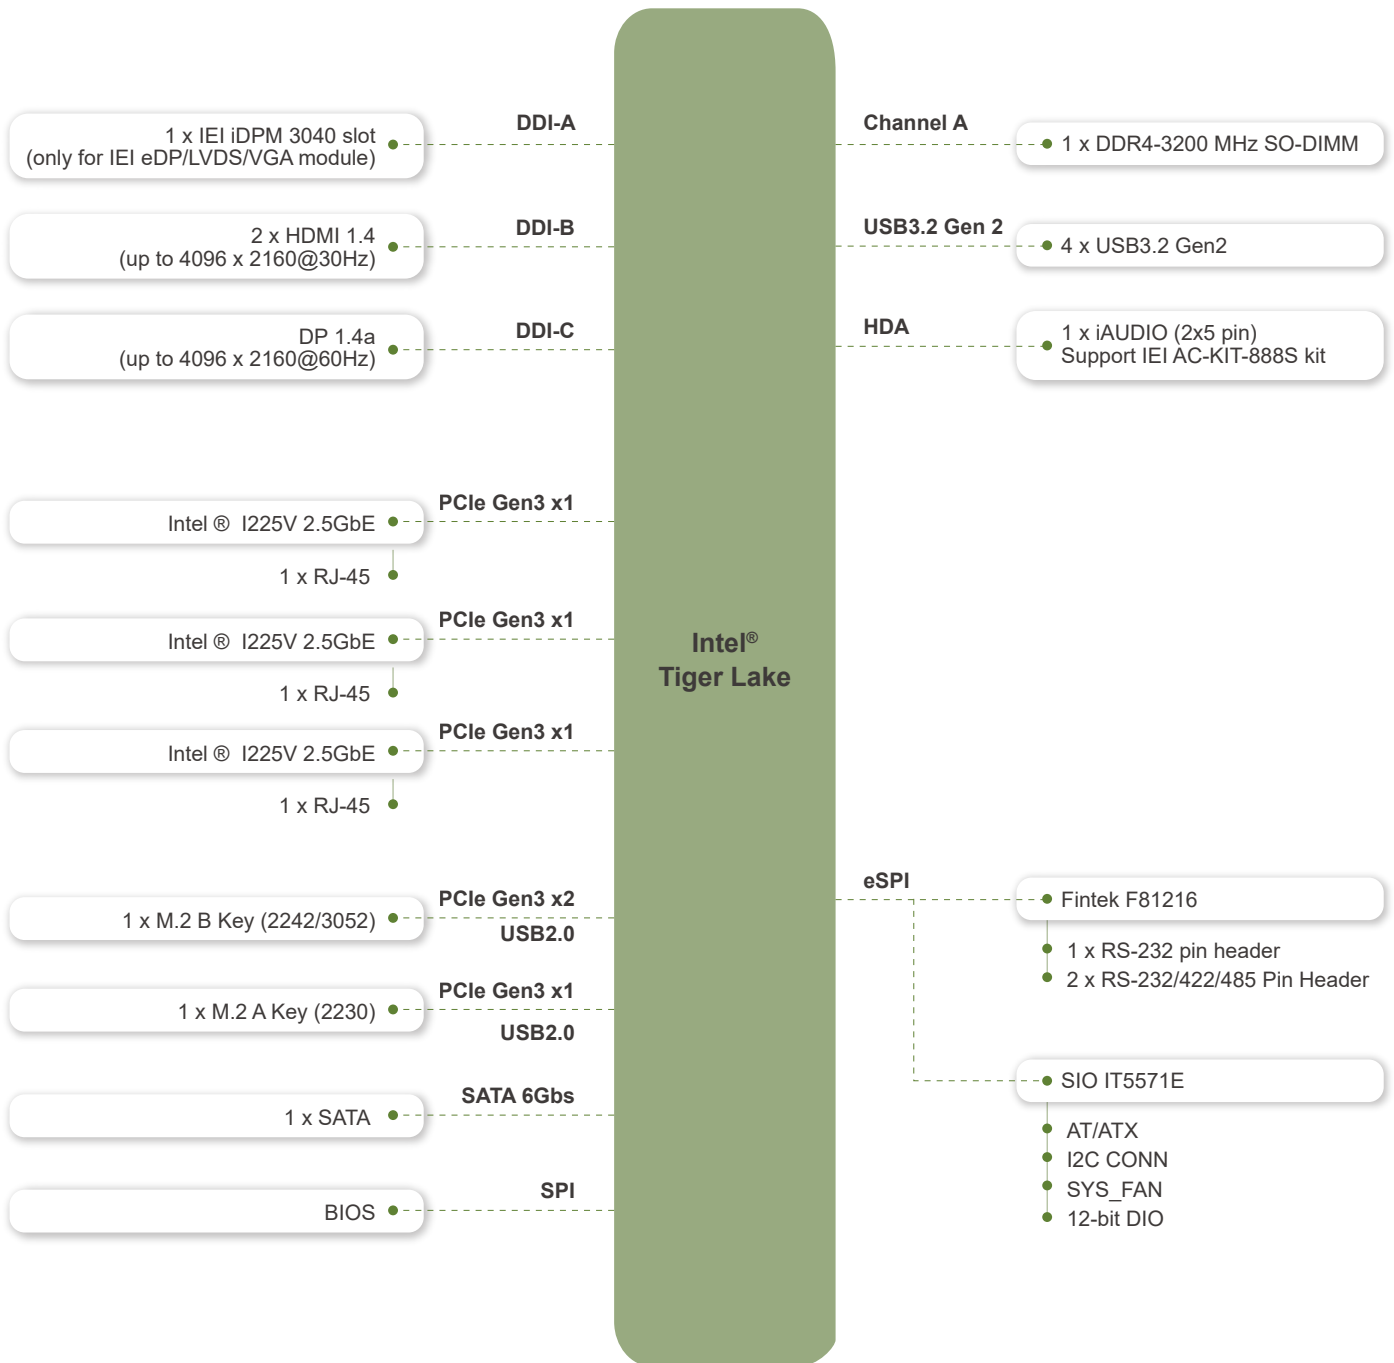 DDI-A
1 x IEI iDPM 3040 slot
(only for IEI eDP/LVDS/VGA module)
DDI-B
2 x HDMI 1.4
(up to 4096 x 2160@30Hz)
DDI-C
DP 1.4a
(up to 4096 x 2160@60Hz)
PCIe Gen3 x1
Intel ® I225V 2.5GbE
1 x RJ-45
PCIe Gen3 x1
Intel ® I225V 2.5GbE
1 x RJ-45
PCIe Gen3 x1
Intel ® I225V 2.5GbE
1 x RJ-45
PCIe Gen3 x2
1 x M.2 B Key (2242/3052)
USB2.0
PCIe Gen3 x1
1 x M.2 A Key (2230)
USB2.0
SATA 6Gbs
1 x SATA
SPI
BIOS
Intel®
Tiger Lake
Channel A
1 x DDR4-3200 MHz SO-DIMM
USB3.2 Gen 2
4 x USB3.2 Gen2
HDA
1 x iAUDIO (2x5 pin)
Support IEI AC-KIT-888S kit
eSPI
Fintek F81216
1 x RS-232 pin header
2 x RS-232/422/485 Pin Header
SIO IT5571E
AT/ATX
I2C CONN
SYS_FAN
12-bit DIO